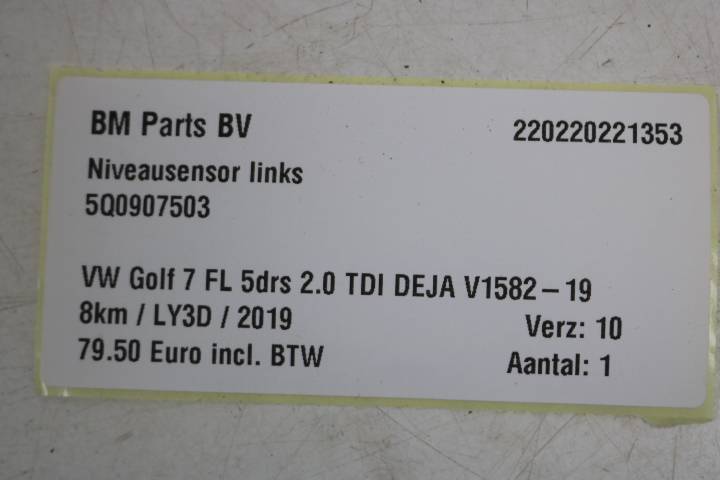 BM Parts BV 220220221353
Niveausensor links
5Q0907503
VW Golf 7 FL 5drs 2.0 TDI DEJA V1582-19
8km / LY3D / 2019 Verz: 10
79.50 Euro incl. BTW Aantal: 1